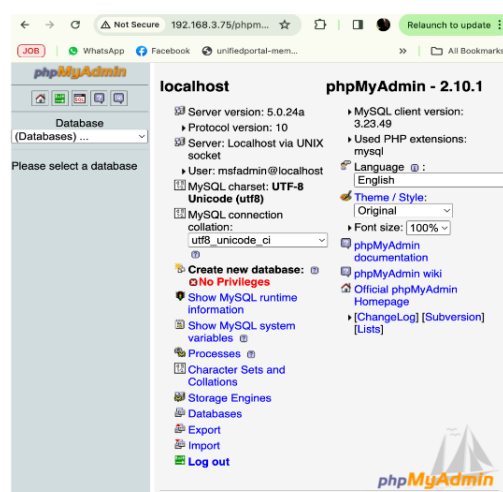 Not Secure 192.168.3.75/phpm...
Relaunch to update
JOB
WhatsApp
Facebook
unifiedportal-mem...
»
All Bookmarks
phpMyAdmin
Database
(Databases) ...
Please select a database
localhost
Server version: 5.0.24a
Protocol version: 10
Server: Localhost via UNIX
socket
User: msfadmin@localhost
MySQL charset: UTF-8
Unicode (utf8)
MySQL connection
collation:
utf8_unicode_ci
Create new database:
No Privileges
Show MySQL runtime
information
Show MySQL system
variables
Processes
Character Sets and
Collations
Storage Engines
Databases
Export
Import
Log out
phpMyAdmin - 2.10.1
MySQL client version:
3.23.49
Used PHP extensions:
mysql
Language :
English
Theme / Style:
Original
Font size: 100%
phpMyAdmin
documentation
phpMyAdmin wiki
Official phpMyAdmin
Homepage
[ChangeLog] [Subversion]
[Lists]
phpMyAdmin